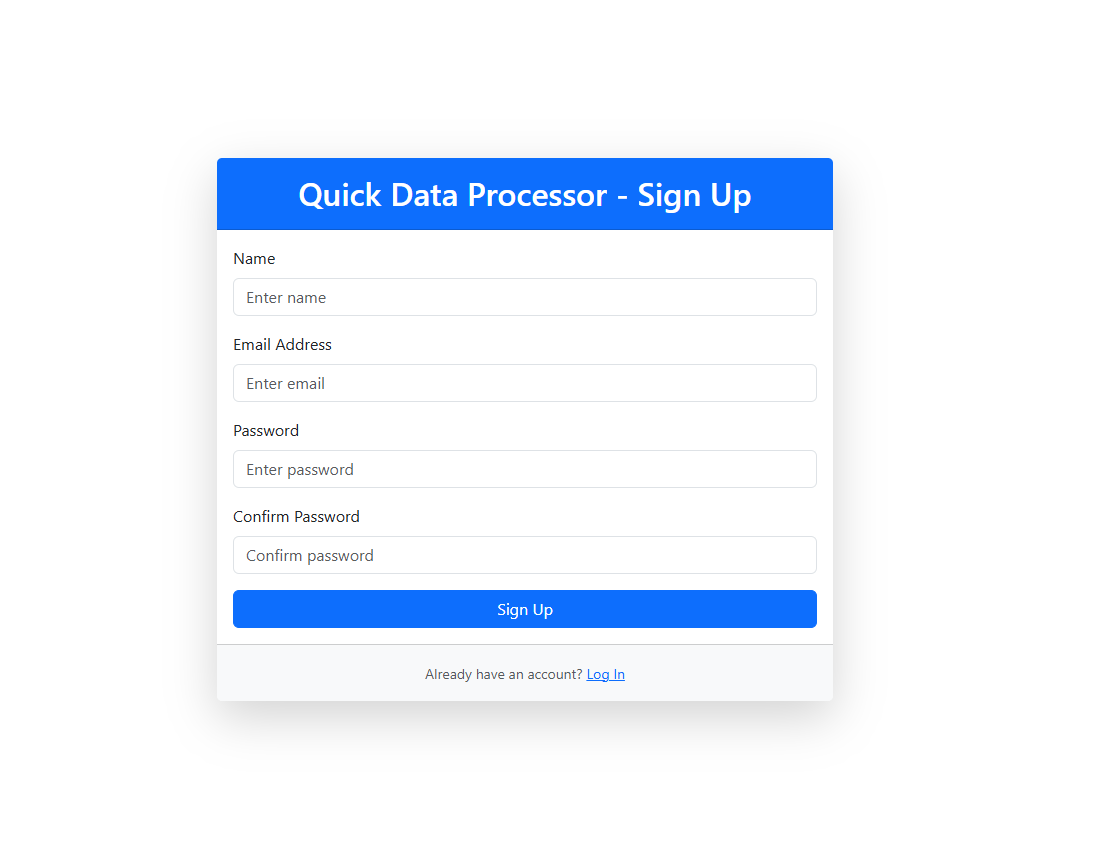 Quick Data Processor - Sign Up
Name
Enter name
Email Address
Enter email
Password
Enter password
Confirm Password
Confirm password
Sign Up
Already have an account? Log In